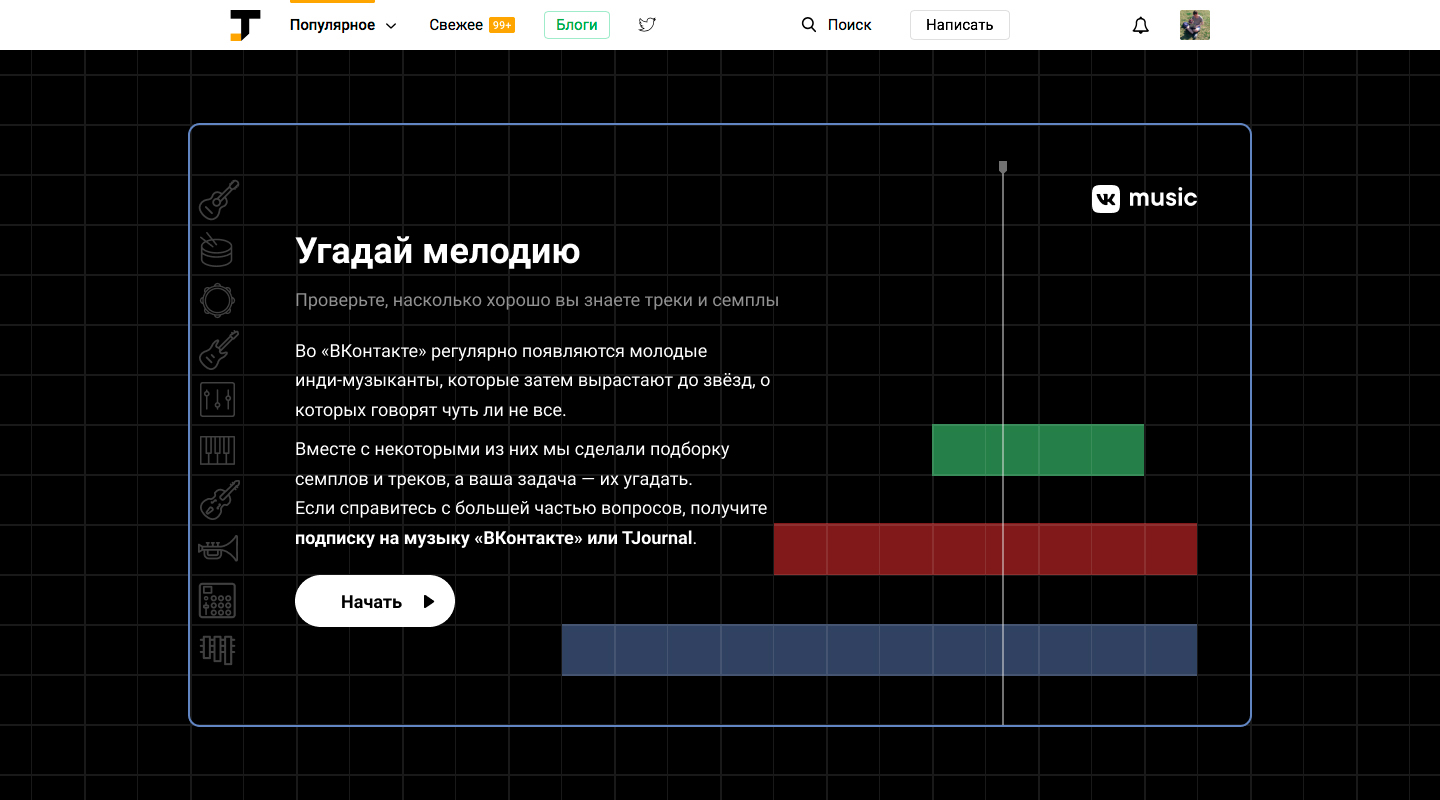 Популярное
Свежее 99+
Блоги
Поиск
Написать
music
Угадай мелодию
Проверьте, насколько хорошо вы знаете треки и семплы
Во «ВКонтакте» регулярно появляются молодые
инди-музыканты, которые затем вырастают до звёзд, о
которых говорят чуть ли не все.
Вместе с некоторыми из них мы сделали подборку
семплов и треков, а ваша задача — их угадать.
Если справитесь с большей частью вопросов, получите
подписку на музыку «ВКонтакте» или TJournal.
Начать